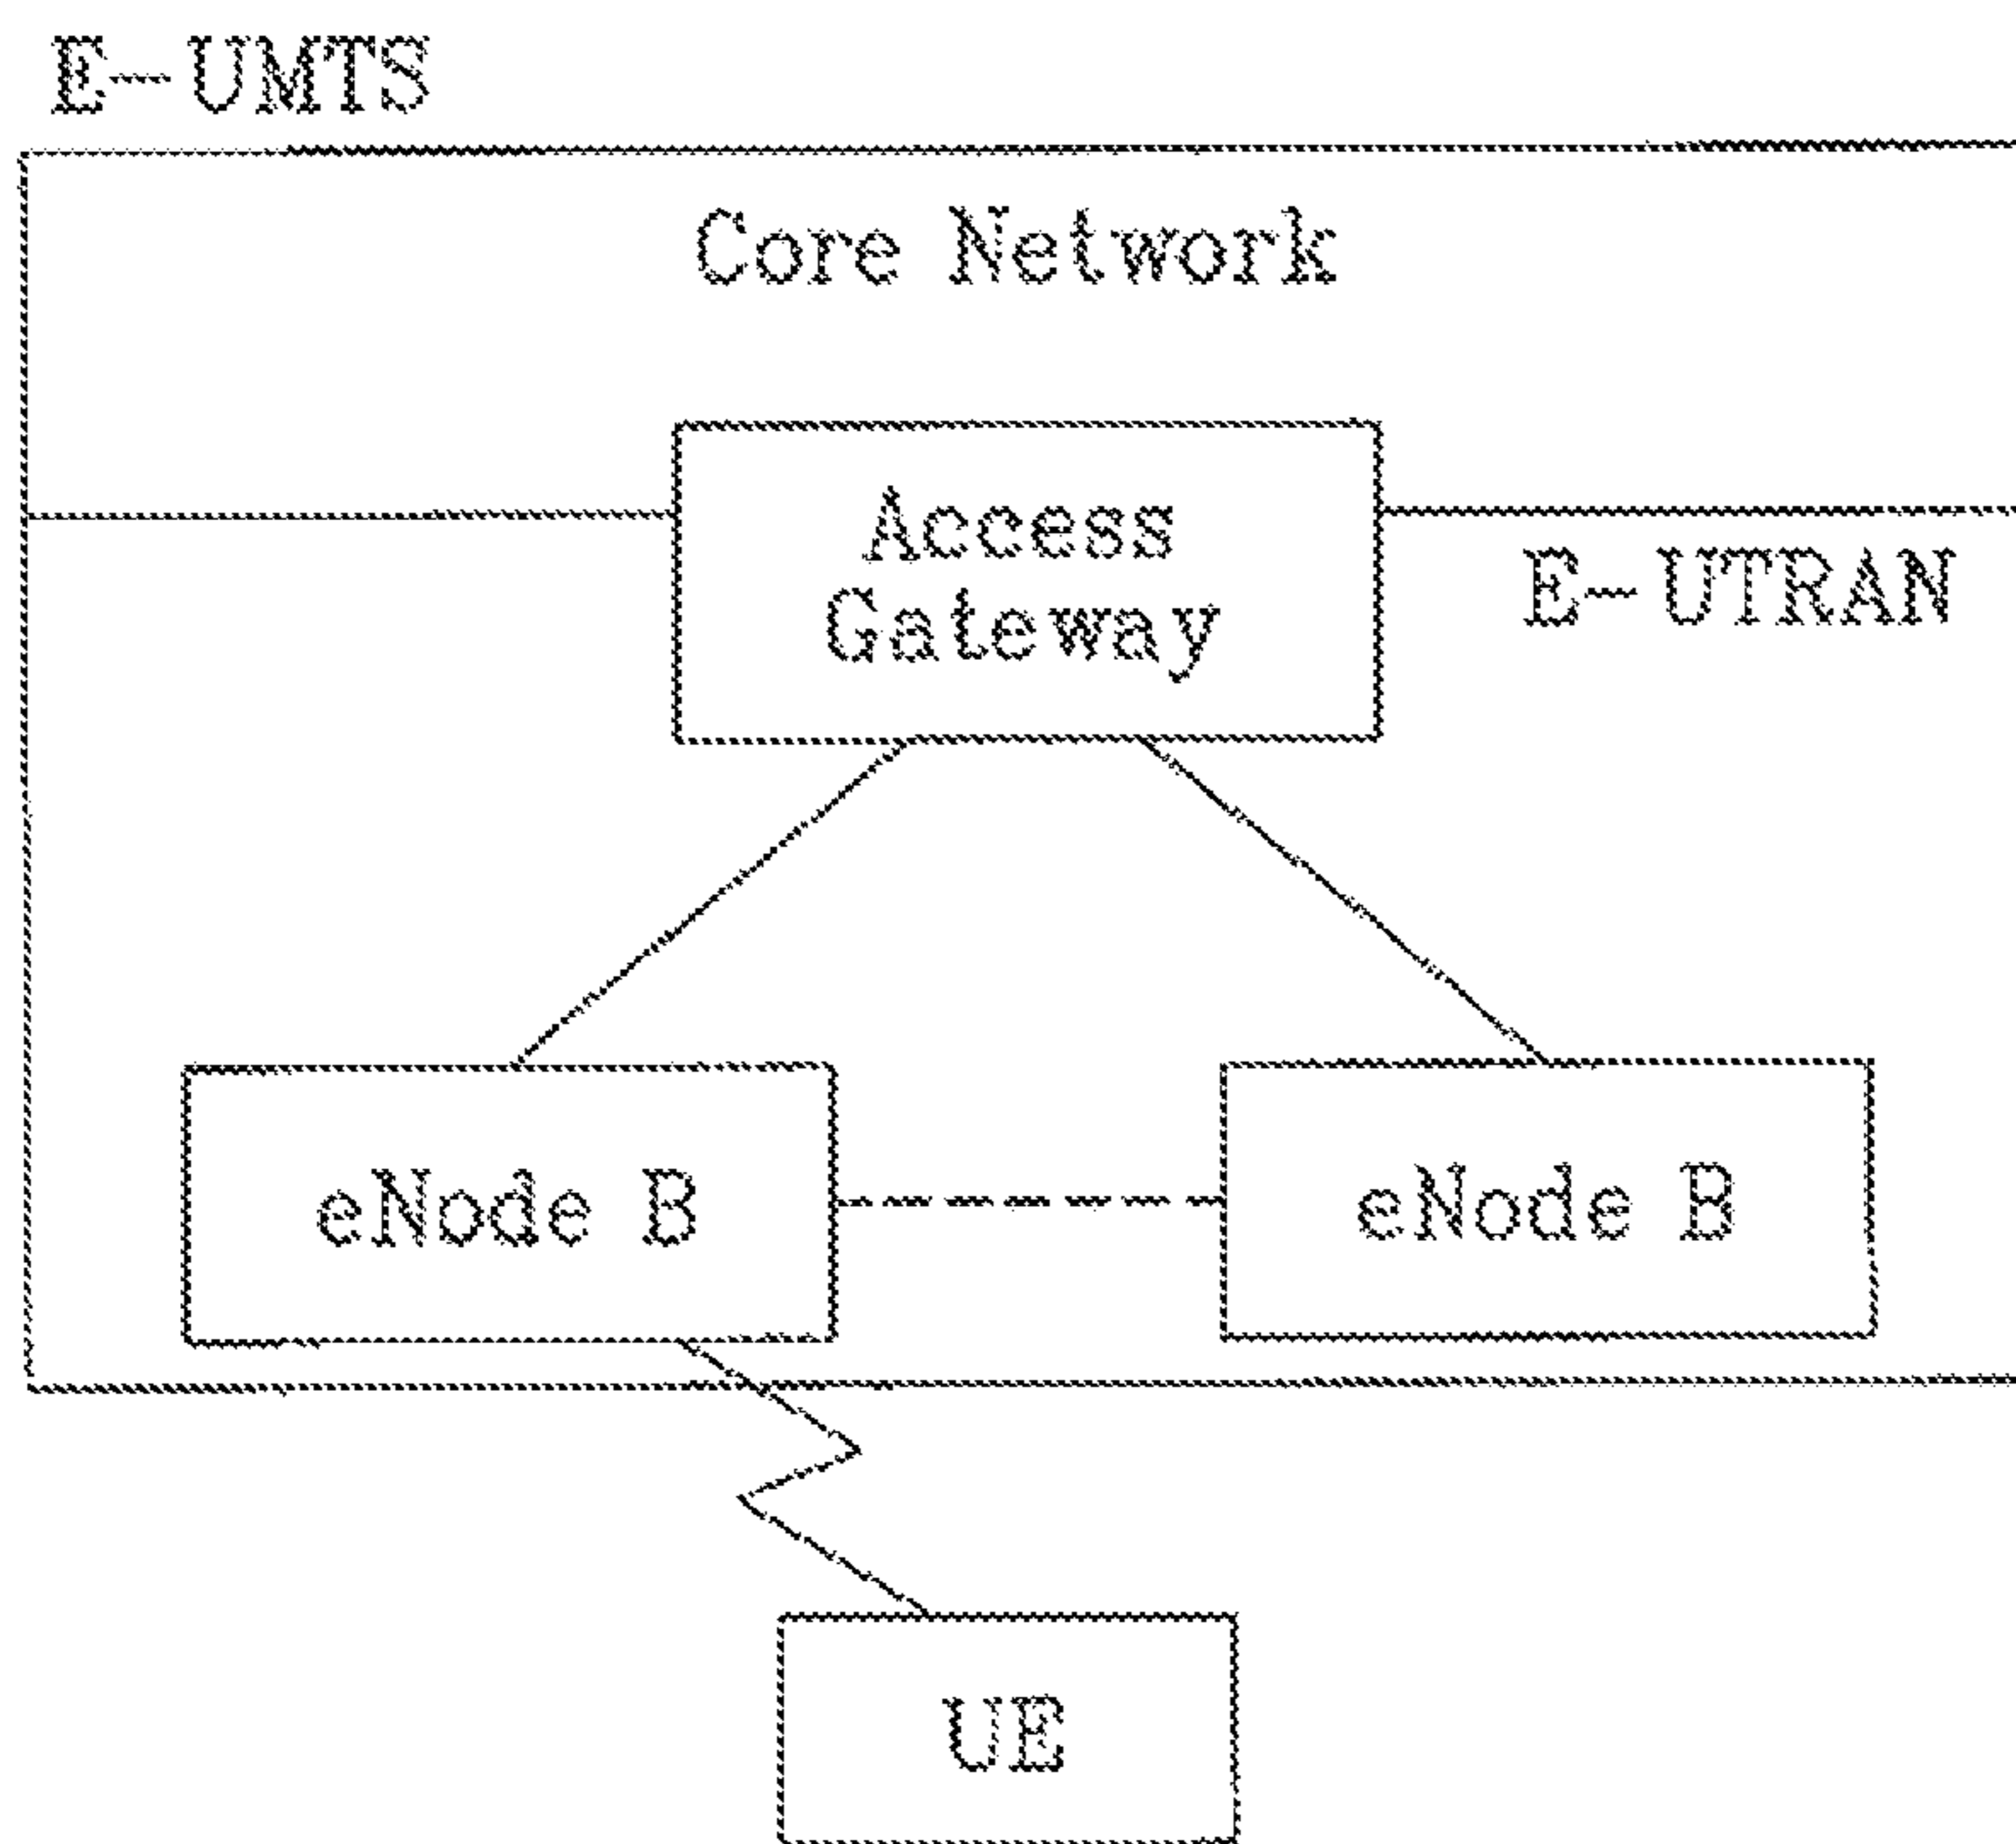 E-UMTS
Core Network
Access
Gateway
E-UTRAN
eNode B
eNode B
UE